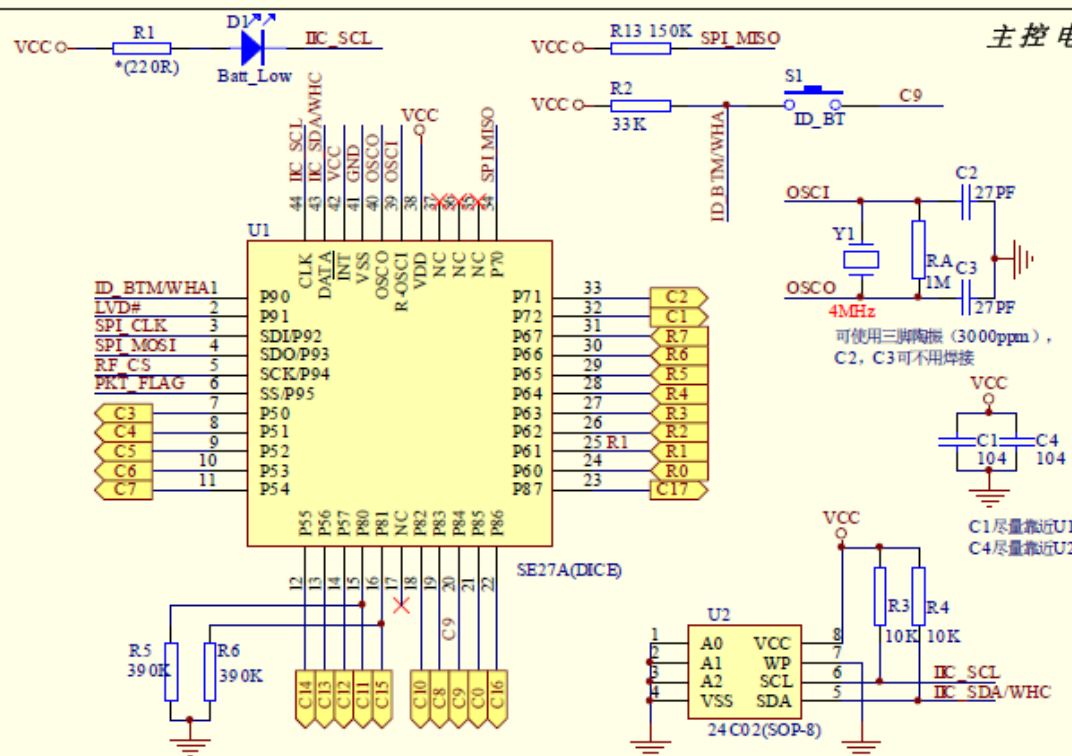 主控电
VCC R1 *(220R) D1 Batt_Low IIC_SCL
VCC R13 150K SPI_MISO
VCC R2 33K S1 ID_BT C9
ID_BTM/WHA
IIC_SCL IIC_SDA/WHC VCC GND OSCO OSCI VCC SPI MISO
44 43 42 41 40 39 38 37 36 35 34
U1
CLK DATA INT VSS OSCO R-OSCI VDD NC NC NC P70
ID_BTM/WHA 1 P90
LVD# 2 P91
SPI_CLK 3 SDI/P92
SPI_MOSI 4 SDO/P93
RF_CS 5 SCK/P94
PKT_FLAG 6 SS/P95
C3 7 P50
C4 8 P51
C5 9 P52
C6 10 P53
C7 11 P54
P71 33 C2
P72 32 C1
P67 31 R7
P66 30 R6
P65 29 R5
P64 28 R4
P63 27 R3
P62 26 R2
P61 25 R1 R1
P60 24 R0
P87 23 C17
P55 P56 P57 P80 P81 NC P82 P83 P84 P85 P86
12 13 14 15 16 17 18 19 20 21 22
SE27A(DICE)
C9
R5 390K
R6 390K
C14 C13 C12 C11 C15 C10 C8 C9 C0 C16
OSCI C2 27PF
Y1 RA 1M C3
OSCO 27PF
4MHz
可使用三脚陶振（3000ppm），
C2，C3可不用焊接
VCC
C1 104
C4 104
C1尽量靠近U1
C4尽量靠近U2
VCC
R3 10K
R4 10K
U2
1 A0 VCC 8
2 A1 WP 7
3 A2 SCL 6 IIC_SCL
4 VSS SDA 5 IIC_SDA/WHC
24C02(SOP-8)